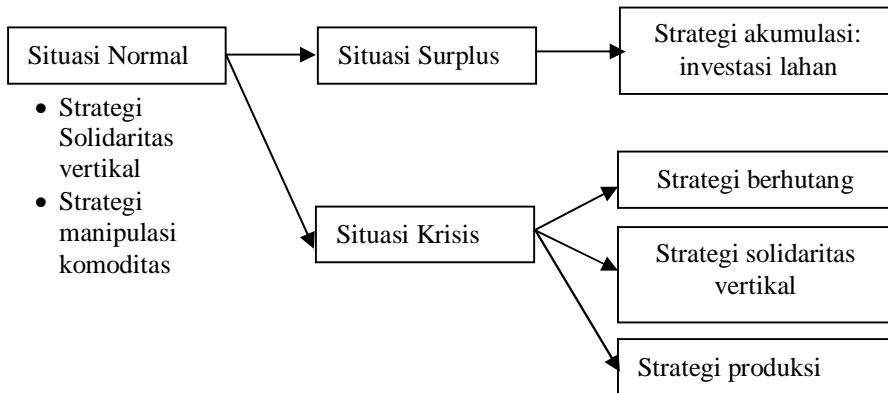 Situasi Normal
• Strategi
Solidaritas
vertikal
• Strategi
manipulasi
komoditas
Situasi Surplus
Strategi akumulasi:
investasi lahan
Situasi Krisis
Strategi berhutang
Strategi solidaritas
vertikal
Strategi produksi